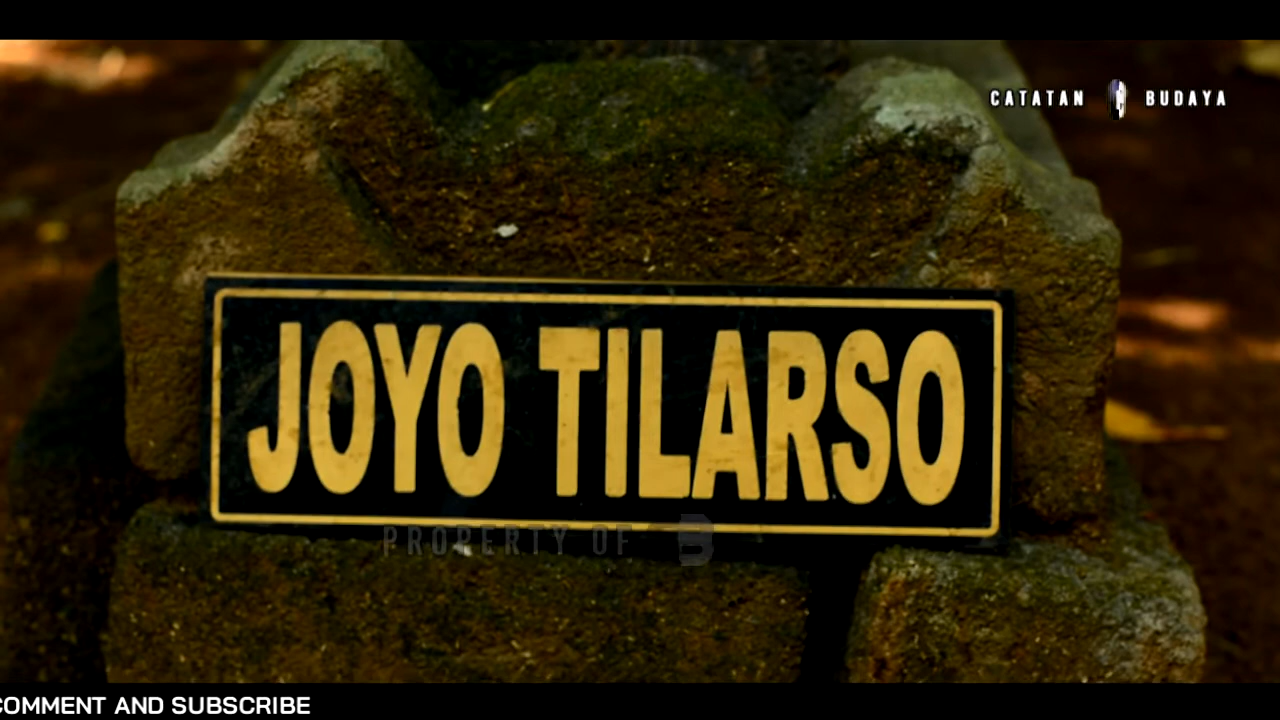 CATATAN BUDAYA
JOYO TILARSO
PROPERTY OF B
COMMENT AND SUBSCRIBE